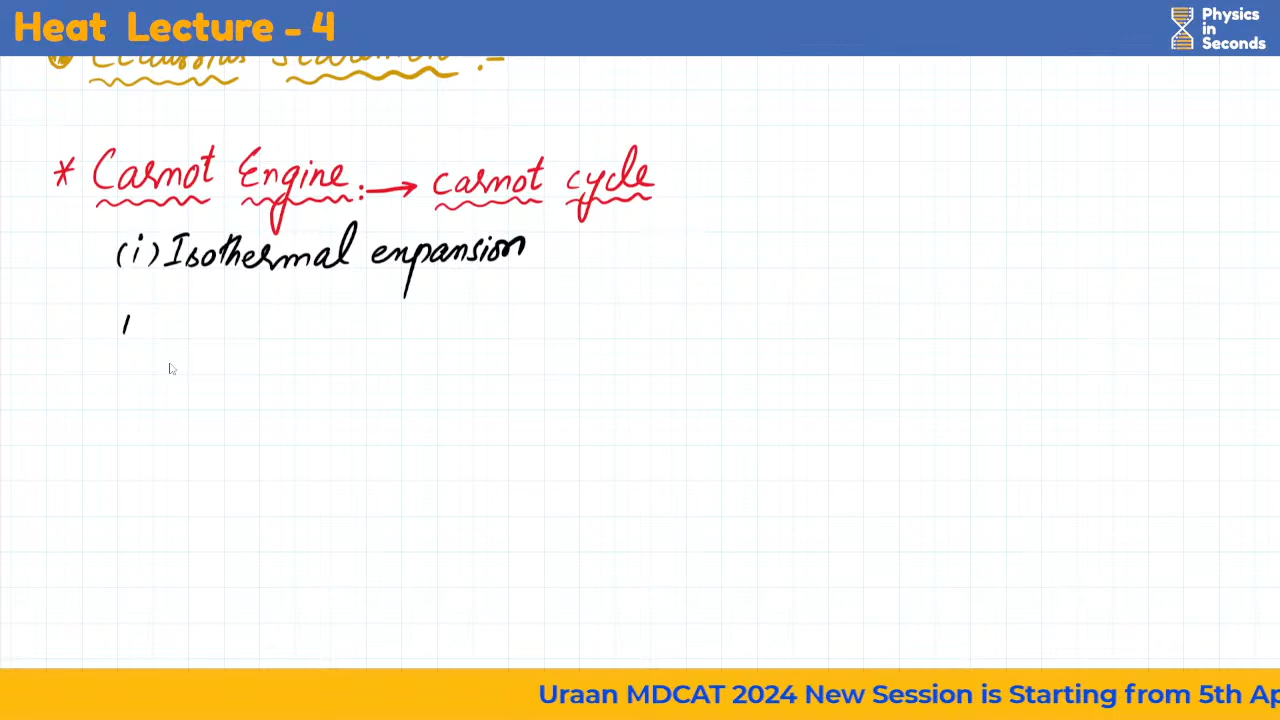 Heat Lecture - 4
Physics
in
Seconds
* Carnot Engine :→ carnot cycle
(i) Isothermal expansion
Uraan MDCAT 2024 New Session is Starting from 5th Ap